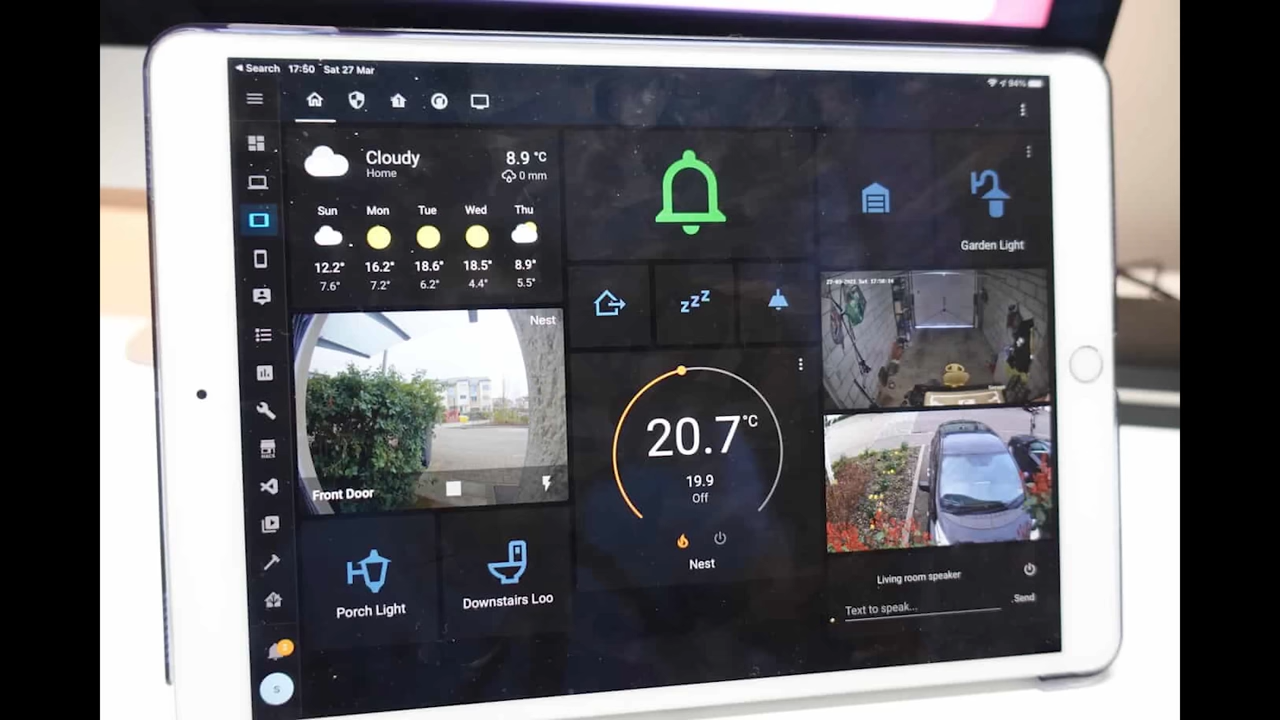 ◀ Search 17:50 Sat 27 Mar
94%
Cloudy
Home
8.9 °C
0 mm
Sun Mon Tue Wed Thu
12.2° 16.2° 18.6° 18.5° 8.9°
7.6° 7.2° 6.2° 4.4° 5.5°
Garden Light
Nest
Front Door
zzz
20.7 °C
19.9
Off
Nest
Porch Light
Downstairs Loo
Living room speaker
Text to speak...
Send
HACS
2
S